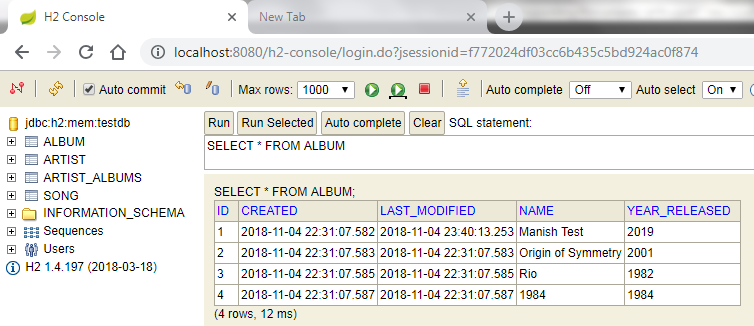 H2 Console
New Tab
localhost:8080/h2-console/login.do?jsessionid=f772024df03cc6b435c5bd924ac0f874
Auto commit Max rows: 1000 Auto complete Off Auto select On
jdbc:h2:mem:testdb
ALBUM
ARTIST
ARTIST_ALBUMS
SONG
INFORMATION_SCHEMA
Sequences
Users
H2 1.4.197 (2018-03-18)
Run Run Selected Auto complete Clear SQL statement:
SELECT * FROM ALBUM
SELECT * FROM ALBUM;
ID CREATED LAST_MODIFIED NAME YEAR_RELEASED
1 2018-11-04 22:31:07.582 2018-11-04 23:40:13.253 Manish Test 2019
2 2018-11-04 22:31:07.583 2018-11-04 22:31:07.583 Origin of Symmetry 2001
3 2018-11-04 22:31:07.585 2018-11-04 22:31:07.585 Rio 1982
4 2018-11-04 22:31:07.587 2018-11-04 22:31:07.587 1984 1984
(4 rows, 12 ms)